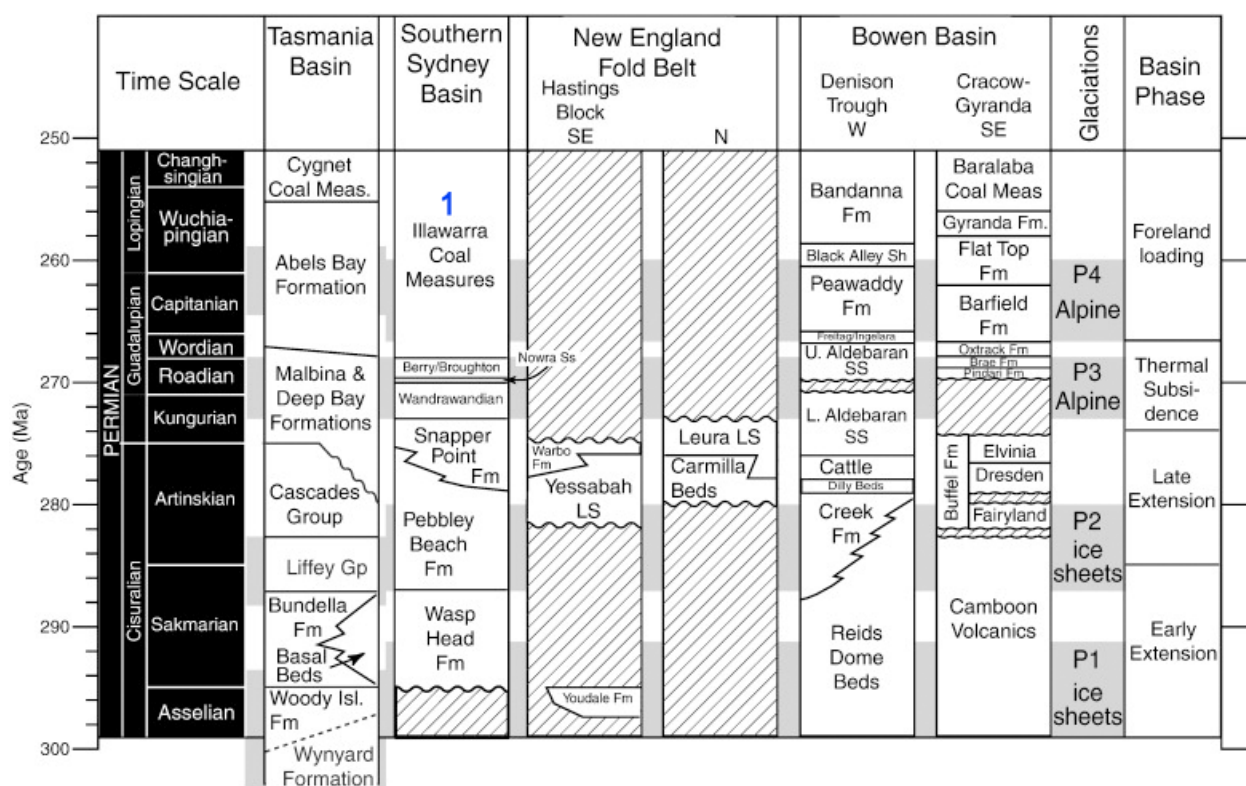 Time Scale
Tasmania
Basin
Southern
Sydney
Basin
New England
Fold Belt
Hastings
Block
SE
N
Bowen Basin
Denison
Trough
W
Cracow-
Gyranda
SE
Glaciations
Basin
Phase
Age (Ma)
250
260
270
280
290
300
PERMIAN
Lopingian
Guadalupian
Cisuralian
Changh-
singian
Wuchia-
pingian
Capitanian
Wordian
Roadian
Kungurian
Artinskian
Sakmarian
Asselian
Cygnet
Coal Meas.
Abels Bay
Formation
Malbina &
Deep Bay
Formations
Cascades
Group
Liffey Gp
Bundella
Fm
Basal
Beds
Woody Isl.
Fm
Wynyard
Formation
1
Illawarra
Coal
Measures
Berry/Broughton
Nowra Ss
Wandrawandian
Snapper
Point
Fm
Pebbley
Beach
Fm
Wasp
Head
Fm
Warbo
Fm
Yessabah
LS
Youdale Fm
Leura LS
Carmilla
Beds
Bandanna
Fm
Black Alley Sh
Peawaddy
Fm
Freitag/Ingelara
U. Aldebaran
SS
L. Aldebaran
SS
Cattle
Dilly Beds
Creek
Fm
Reids
Dome
Beds
Baralaba
Coal Meas
Gyranda Fm.
Flat Top
Fm
Barfield
Fm
Oxtrack Fm
Brae Fm
Pindari Fm
Buffel Fm
Elvinia
Dresden
Fairyland
Camboon
Volcanics
P4
Alpine
P3
Alpine
P2
ice
sheets
P1
ice
sheets
Foreland
loading
Thermal
Subsi-
dence
Late
Extension
Early
Extension